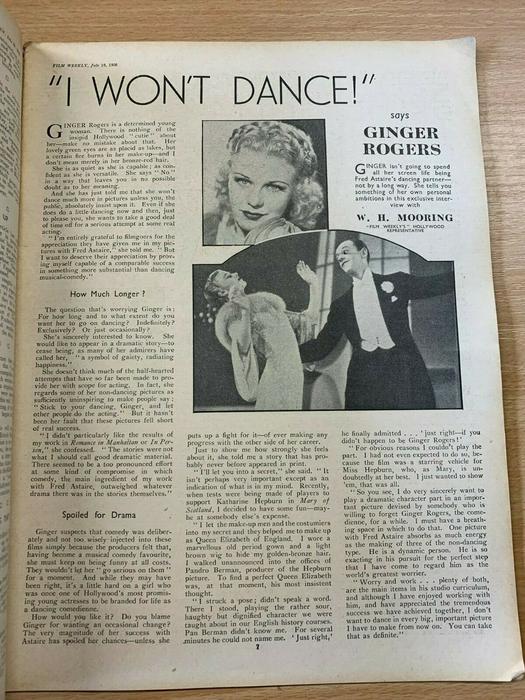 FILM WEEKLY, July 18, 1936
"I WON'T DANCE!"
says
GINGER
ROGERS
GINGER isn't going to spend
all her screen life being
Fred Astaire's dancing partner—
not by a long way. She tells you
something of her own personal
ambitions in this exclusive inter-
view with
W. H. MOORING
"FILM WEEKLY'S" HOLLYWOOD
REPRESENTATIVE
GINGER Rogers is a determined young
woman. There is nothing of the
insipid Hollywood "cutie" about
her—make no mistake about that. Her
lovely green eyes are as placid as lakes, but
a certain fire burns in her make-up—and I
don't mean merely in her bronze-red hair.
She is as quiet as she is capable; as con-
fident as she is versatile. She says "No"
in a way that leaves you in no possible
doubt as to her meaning.
And she has just told me that she won't
dance much more in pictures unless you, the
public, absolutely insist upon it. Even if she
does do a little dancing now and then, just
to please you, she wants to take a good deal
of time off for a serious attempt at some real
acting.
"I'm entirely grateful to filmgoers for the
appreciation they have given me in my pic-
tures with Fred Astaire," she told me. "But
I want to deserve their appreciation by prov-
ing myself capable of a comparable success
in something more substantial than dancing
musical-comedy."
How Much Longer?
The question that's worrying Ginger is:
For how long and to what extent do you
want her to go on dancing? Indefinitely?
Exclusively? Or just occasionally?
She's sincerely interested to know. She
would like to appear in a dramatic story—to
cease being, as many of her admirers have
called her, "a symbol of gaiety, radiating
happiness."
She doesn't think much of the half-hearted
attempts that have so far been made to pro-
vide her with scope for acting. In fact, she
regards some of her non-dancing pictures as
sufficiently uninspiring to make people say:
"Stick to your dancing, Ginger, and let
other people do the acting." But it hasn't
been her fault that these pictures fell short
of real success.
"I didn't particularly like the results of
my work in Romance in Manhattan or In Per-
son," she confessed. "The stories were not
what I should call good dramatic material.
There seemed to be a too pronounced effort
at some kind of compromise in which
comedy, the main ingredient of my work
with Fred Astaire, outweighed whatever
drama there was in the stories themselves."
Spoiled for Drama
Ginger suspects that comedy was deliber-
ately and not too wisely injected into these
films simply because the producers felt that,
having become a musical comedy favourite,
she must keep on being funny at all costs.
They wouldn't let her "go serious on them"
for a moment. And while they may have
been right, it's a little hard on a girl who
was once one of Hollywood's most promis-
ing young actresses to be branded for life as
a dancing comedienne.
How would you like it? Do you blame
Ginger for wanting an occasional change?
The very magnitude of her success with
Astaire has spoiled her chances—unless she
puts up a fight for it—of ever making any
progress with the other side of her career.
Just to show me how strongly she feels
about it, she told me a story that has pro-
bably never before appeared in print.
"I'll let you into a secret," she said. "It
isn't perhaps very important except as an
indication of what is in my mind. Recently,
when tests were being made of players to
support Katharine Hepburn in Mary of
Scotland, I decided to have some fun—may-
be at somebody else's expense.
"I let the make-up men and the costumiers
into my secret and they helped me to make up
as Queen Elizabeth of England. I wore a
marvellous old period gown and a light
brown wig to hide my golden-bronze hair.
I walked unannounced into the offices of
Pandro Berman, producer of the Hepburn
picture. To find a perfect Queen Elizabeth
was, at that moment, his most insistent
thought.
"I struck a pose; didn't speak a word.
There I stood, playing the rather sour,
haughty but dignified character we were
taught about in our English history courses.
Pan Berman didn't know me. For several
minutes he could not name me. 'Just right,'
he finally admitted . . . 'just right—if you
didn't happen to be Ginger Rogers!'
"For obvious reasons I couldn't play the
part. I had not even expected to do so, be-
cause the film was a starring vehicle for
Miss Hepburn, who, as Mary, is un-
doubtedly at her best. I just wanted to show
'em, that was all.
"So you see, I do very sincerely want to
play a dramatic character part in an impor-
tant picture devised by somebody who is
willing to forget Ginger Rogers, the come-
dienne, for a while. I must have a breath-
ing space in which to do that. One picture
with Fred Astaire absorbs as much energy
as the making of three of the non-dancing
type. He is a dynamic person. He is so
exacting in his pursuit for the perfect step
that I have come to regard him as the
world's greatest worrier.
"Worry and work . . . plenty of both,
are the main items in his studio curriculum,
and although I have enjoyed working with
him, and have appreciated the tremendous
success we have achieved together, I don't
want to dance in every big, important picture
I have to make from now on. You can take
that as definite."
7